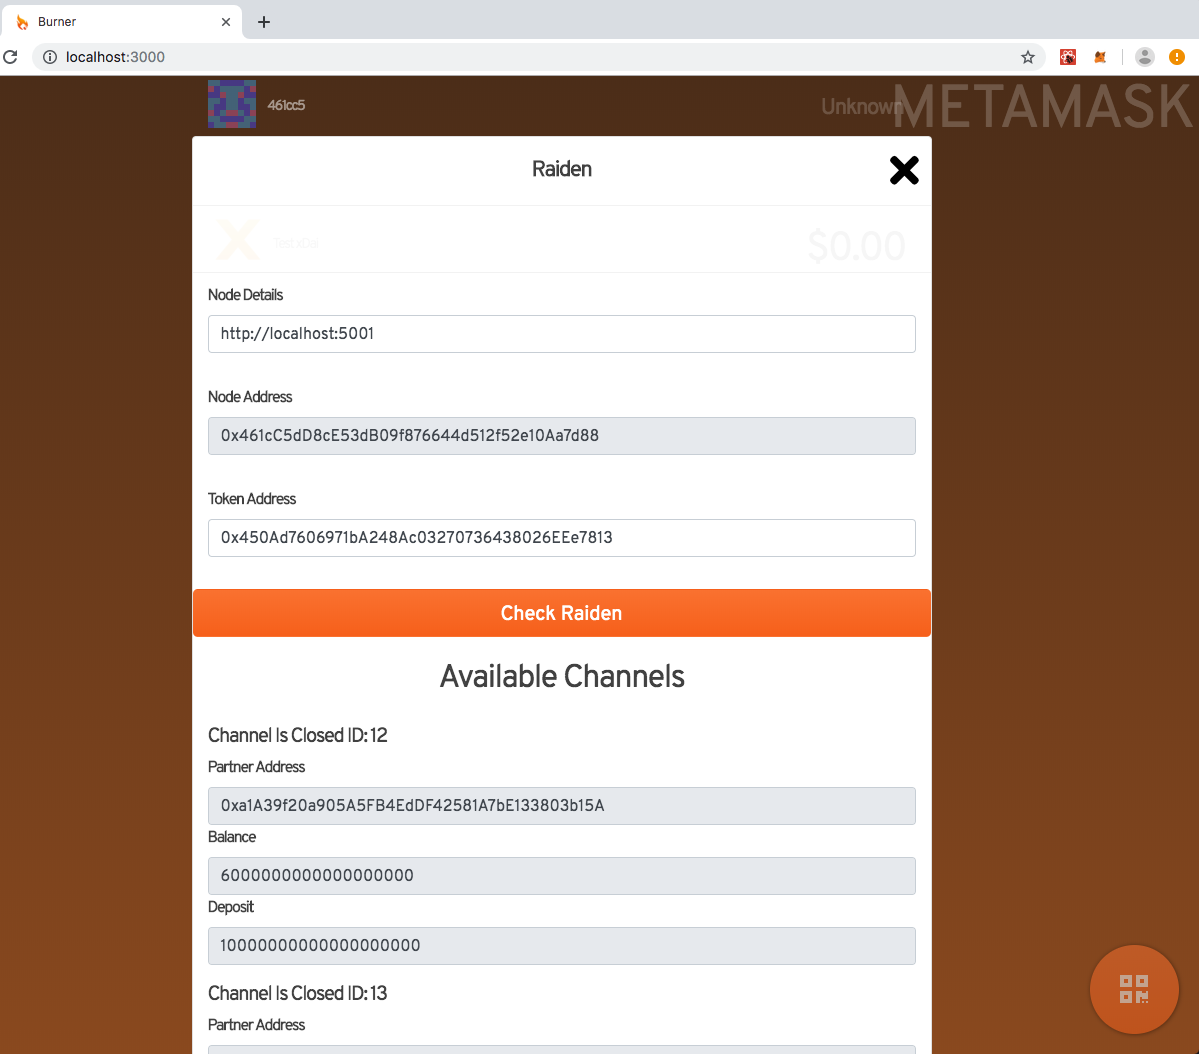 Burner
localhost:3000
461cc5
Unknown
METAMASK
Raiden
Test xDai
$0.00
Node Details
http://localhost:5001
Node Address
0x461cC5dD8cE53dB09f876644d512f52e10Aa7d88
Token Address
0x450Ad7606971bA248Ac03270736438026EEe7813
Check Raiden
Available Channels
Channel Is Closed ID: 12
Partner Address
0xa1A39f20a905A5FB4EdDF42581A7bE133803b15A
Balance
6000000000000000000
Deposit
10000000000000000000
Channel Is Closed ID: 13
Partner Address